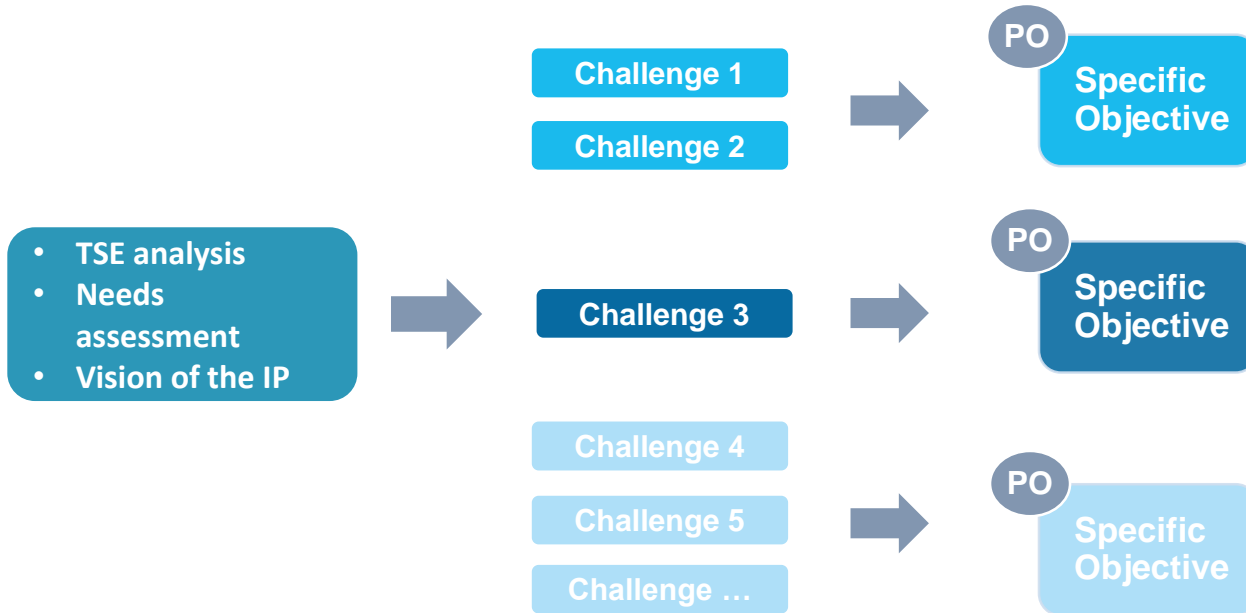 • TSE analysis
• Needs
assessment
• Vision of the IP
Challenge 1
Challenge 2
PO
Specific
Objective
Challenge 3
PO
Specific
Objective
Challenge 4
Challenge 5
Challenge …
PO
Specific
Objective